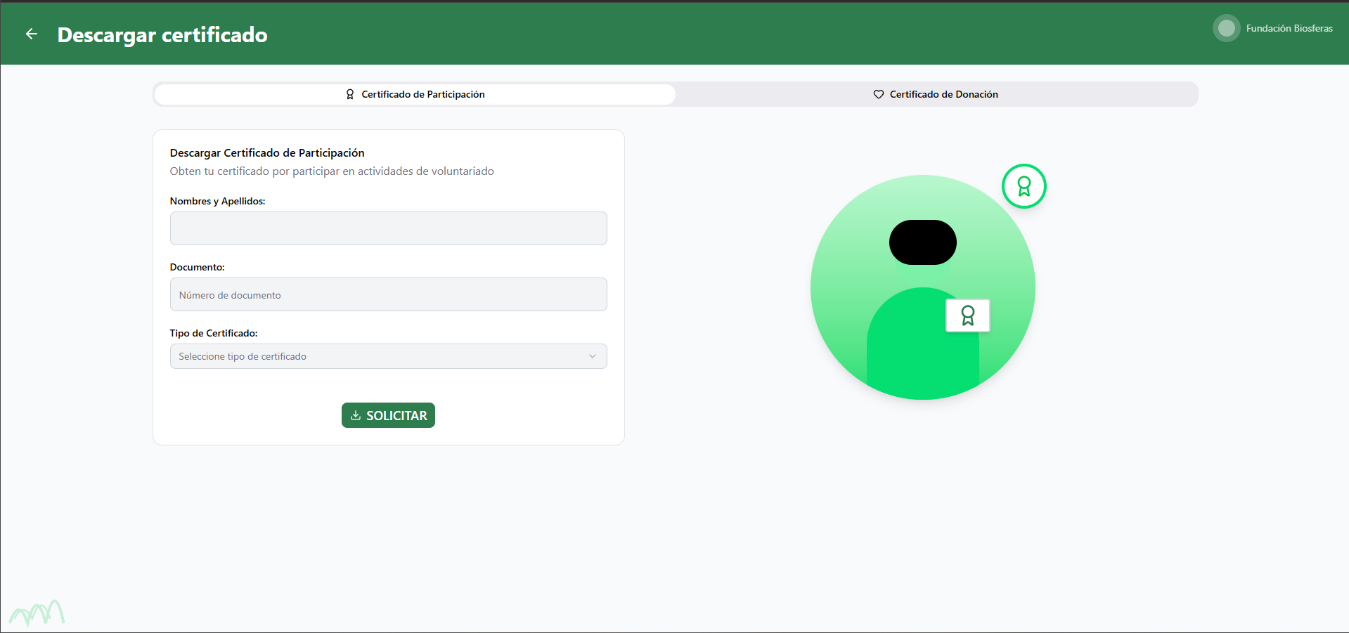 Descargar certificado
Fundación Biosferas
Certificado de Participación
Certificado de Donación
Descargar Certificado de Participación
Obten tu certificado por participar en actividades de voluntariado
Nombres y Apellidos:
Documento:
Número de documento
Tipo de Certificado:
Seleccione tipo de certificado
SOLICITAR